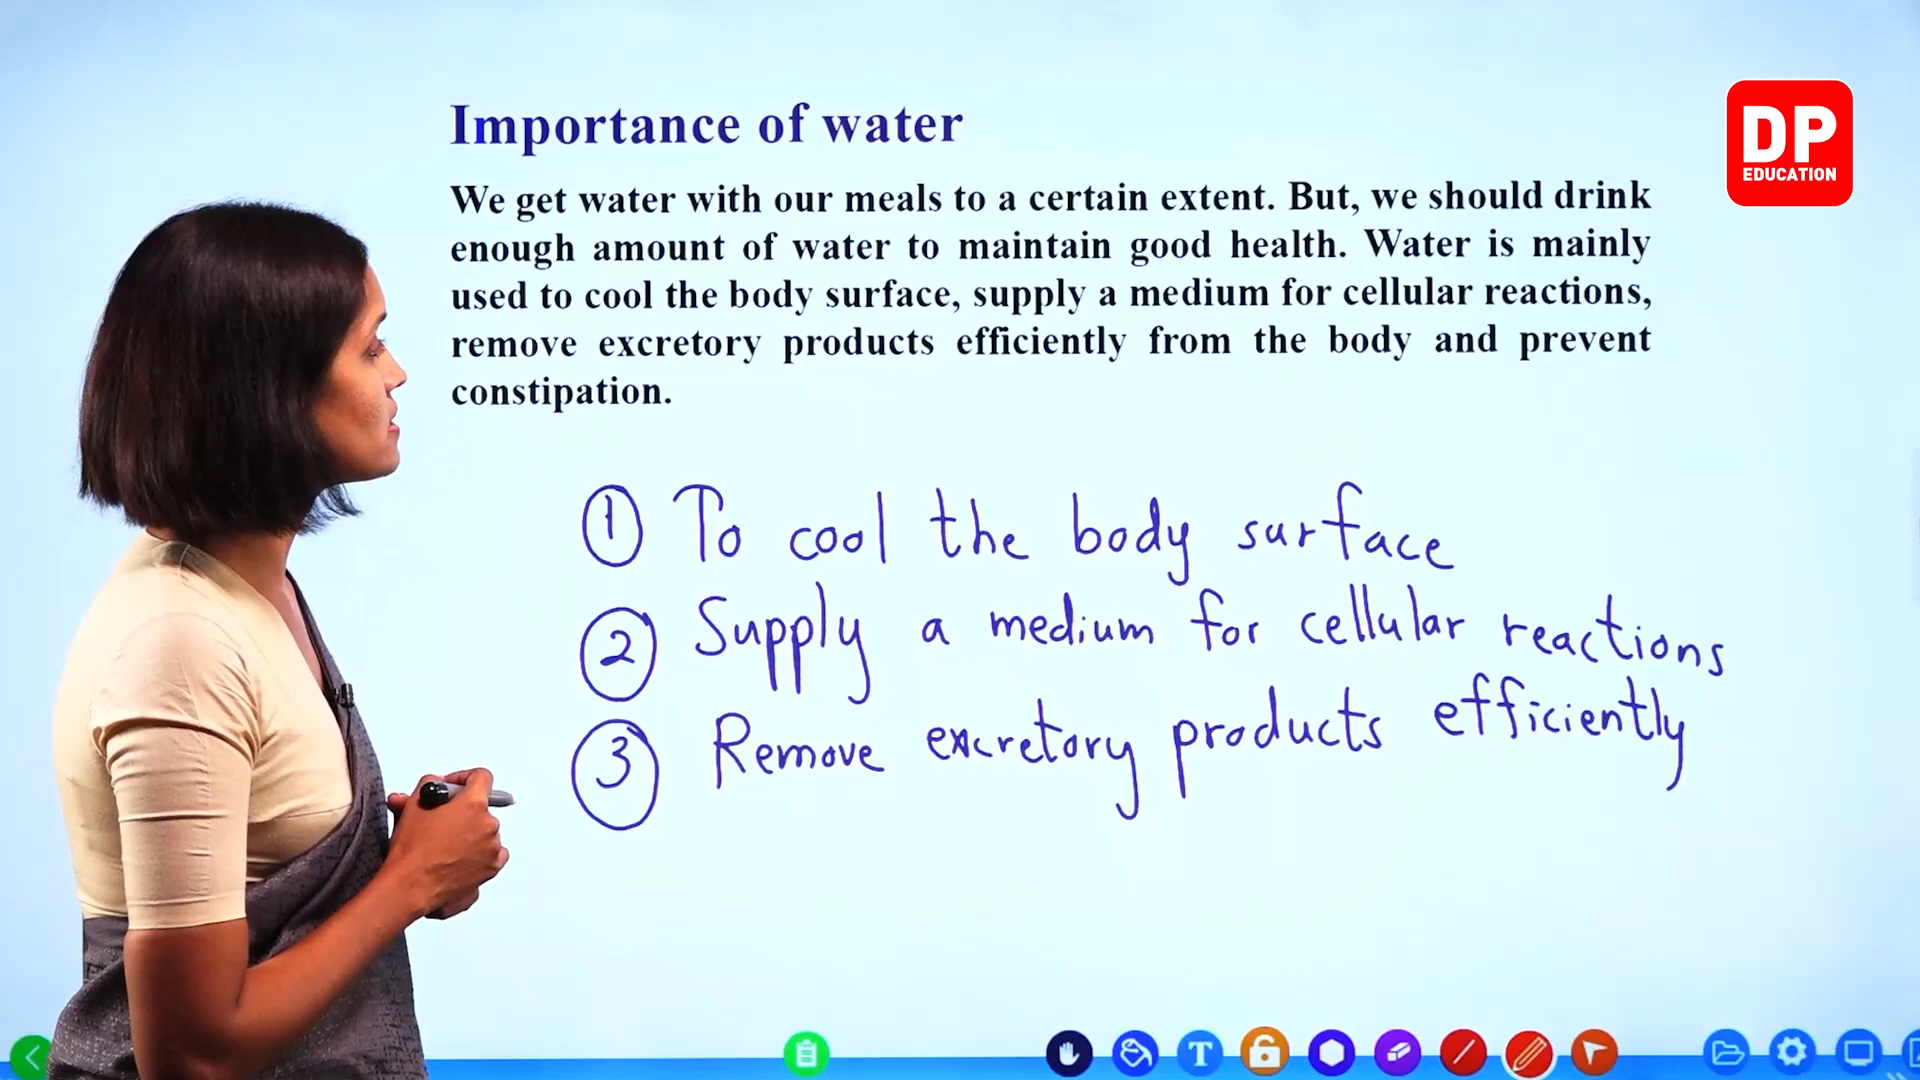 Importance of water
DP
EDUCATION
We get water with our meals to a certain extent. But, we should drink
enough amount of water to maintain good health. Water is mainly
used to cool the body surface, supply a medium for cellular reactions,
remove excretory products efficiently from the body and prevent
constipation.
1 To cool the body surface
2 Supply a medium for cellular reactions
3 Remove excretory products efficiently
T